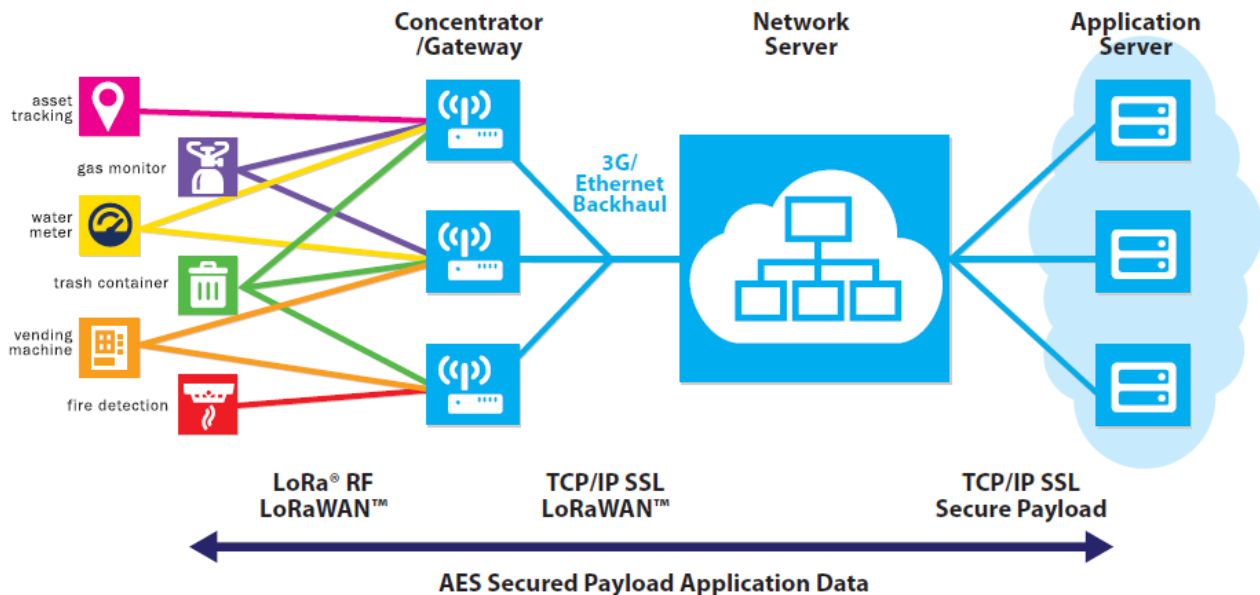 Concentrator
/Gateway
Network
Server
Application
Server
asset
tracking
gas monitor
water
meter
trash container
vending
machine
fire detection
3G/
Ethernet
Backhaul
LoRa® RF
LoRaWAN™
TCP/IP SSL
LoRaWAN™
TCP/IP SSL
Secure Payload
AES Secured Payload Application Data